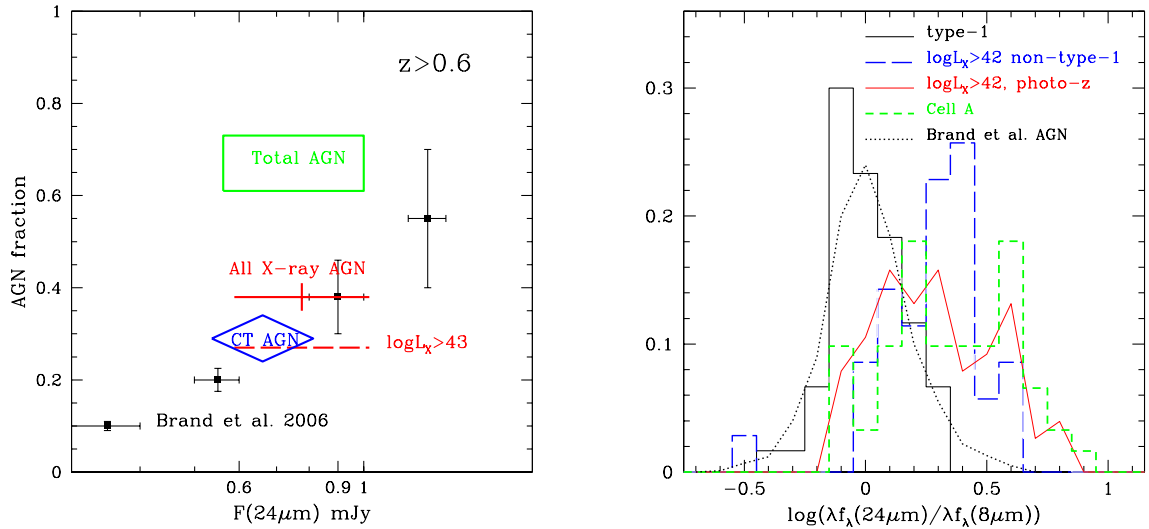 z>0.6
Total AGN
All X-ray AGN
CT AGN
logL_X>43
Brand et al. 2006
AGN fraction
1
0.8
0.6
0.4
0.2
0
0.6
0.9
1
F(24μm) mJy
type-1
logL_X>42 non-type-1
logL_X>42, photo-z
Cell A
Brand et al. AGN
0.3
0.2
0.1
0
−0.5
0
0.5
1
log(λf_λ(24μm)/λf_λ(8μm))